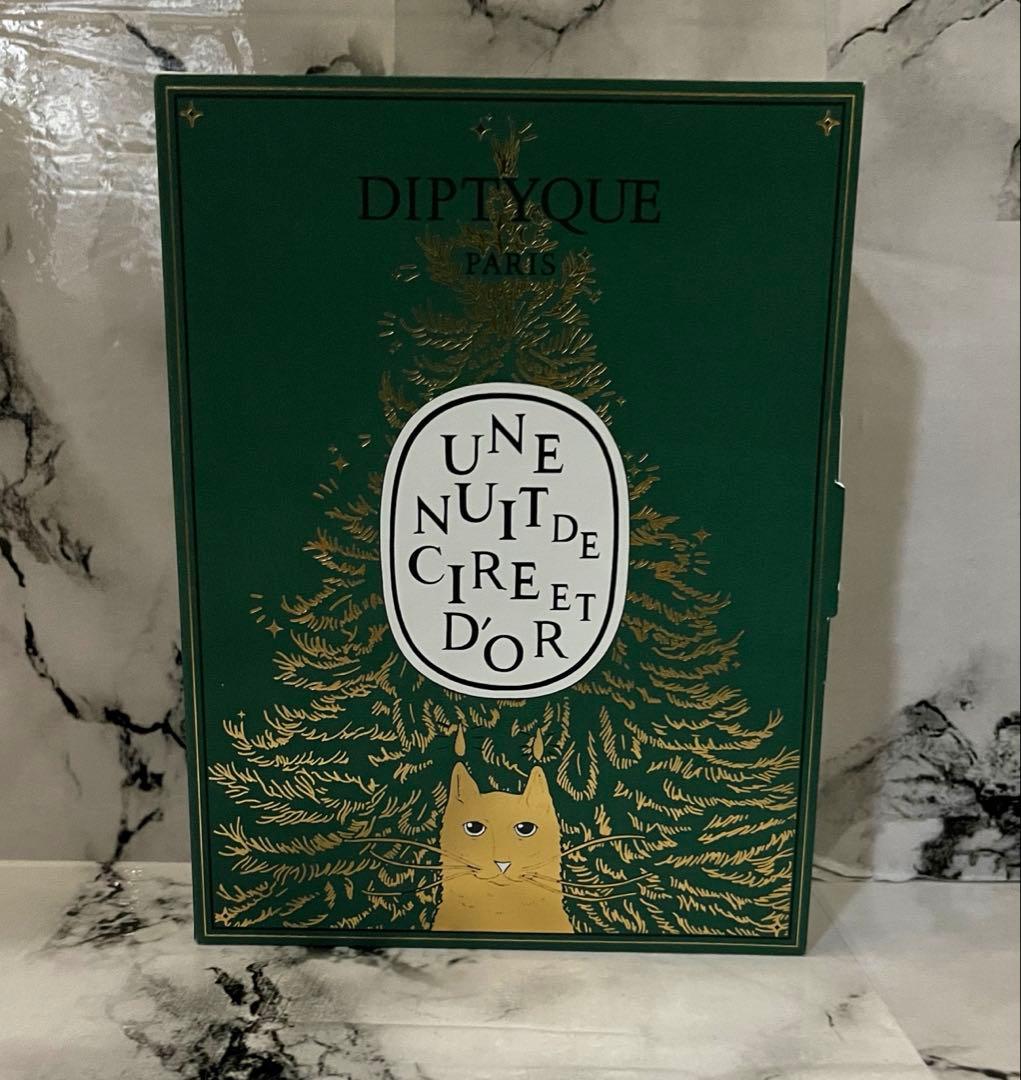 DIPTYQUE
PARIS
UNE
NUIT DE
CIRE ET
D'OR